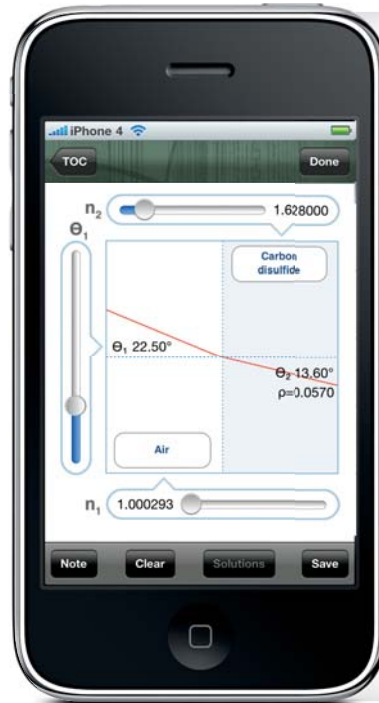 iPhone 4
TOC
Done
n₂
1.628000
Θ₁
Carbon
disulfide
Θ₁ 22.50°
Θ₂ 13.60°
ρ=0.0570
Air
n₁
1.000293
Note
Clear
Solutions
Save